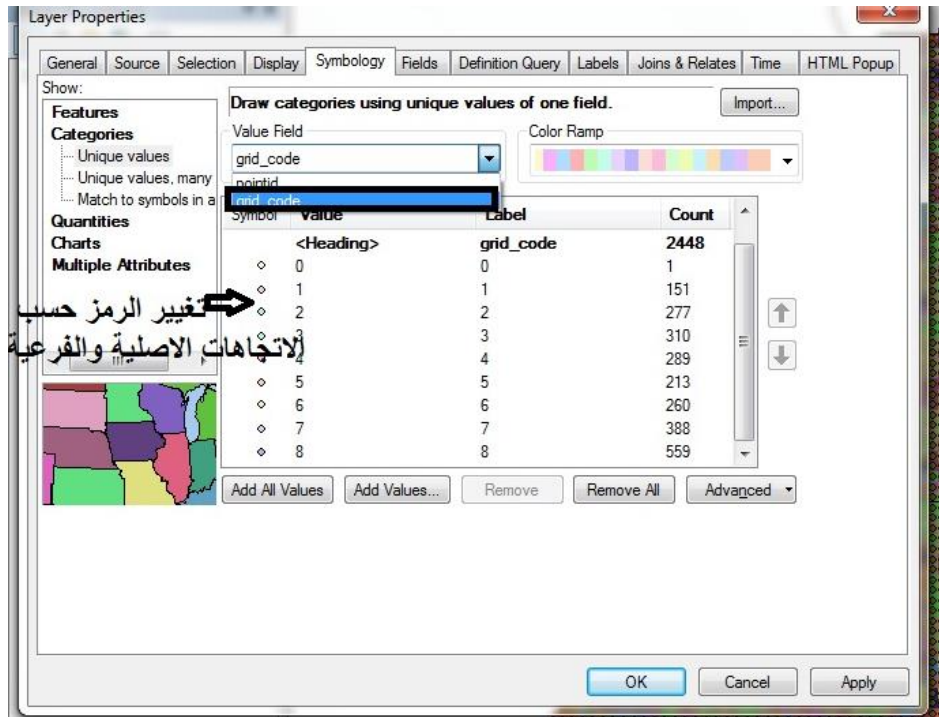 Layer Properties
General Source Selection Display Symbology Fields Definition Query Labels Joins & Relates Time HTML Popup
Show:
Features
Categories
Unique values
Unique values, many
Match to symbols in a
Quantities
Charts
Multiple Attributes
Draw categories using unique values of one field.
Import...
Value Field
Color Ramp
grid_code
pointid
grid_code
Symbol Value Label Count
<Heading> grid_code 2448
0 0 1
1 1 151
2 2 277
3 3 310
4 4 289
5 5 213
6 6 260
7 7 388
8 8 559
تغيير الرمز حسب
الاتجاهات الاصلية والفرعية
Add All Values Add Values... Remove Remove All Advanced
OK Cancel Apply